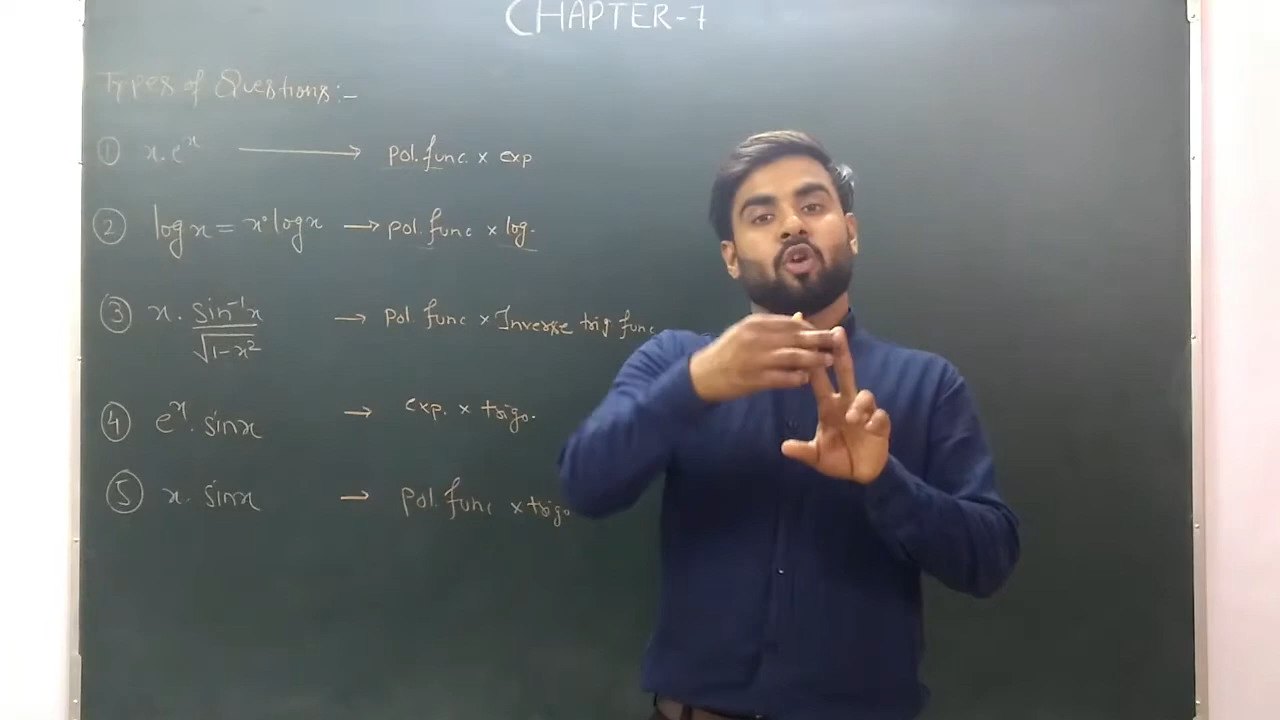 CHAPTER-7
Types of Questions:-
① x.eˣ → pol. func. × exp
② log x = x⁰ log x → pol. func × log.
③ x. sin⁻¹x / √1-x² → Pol func × Inverse trig func
④ eˣ. sinx → exp. × trigo.
⑤ x. sinx → pol. func × trigo